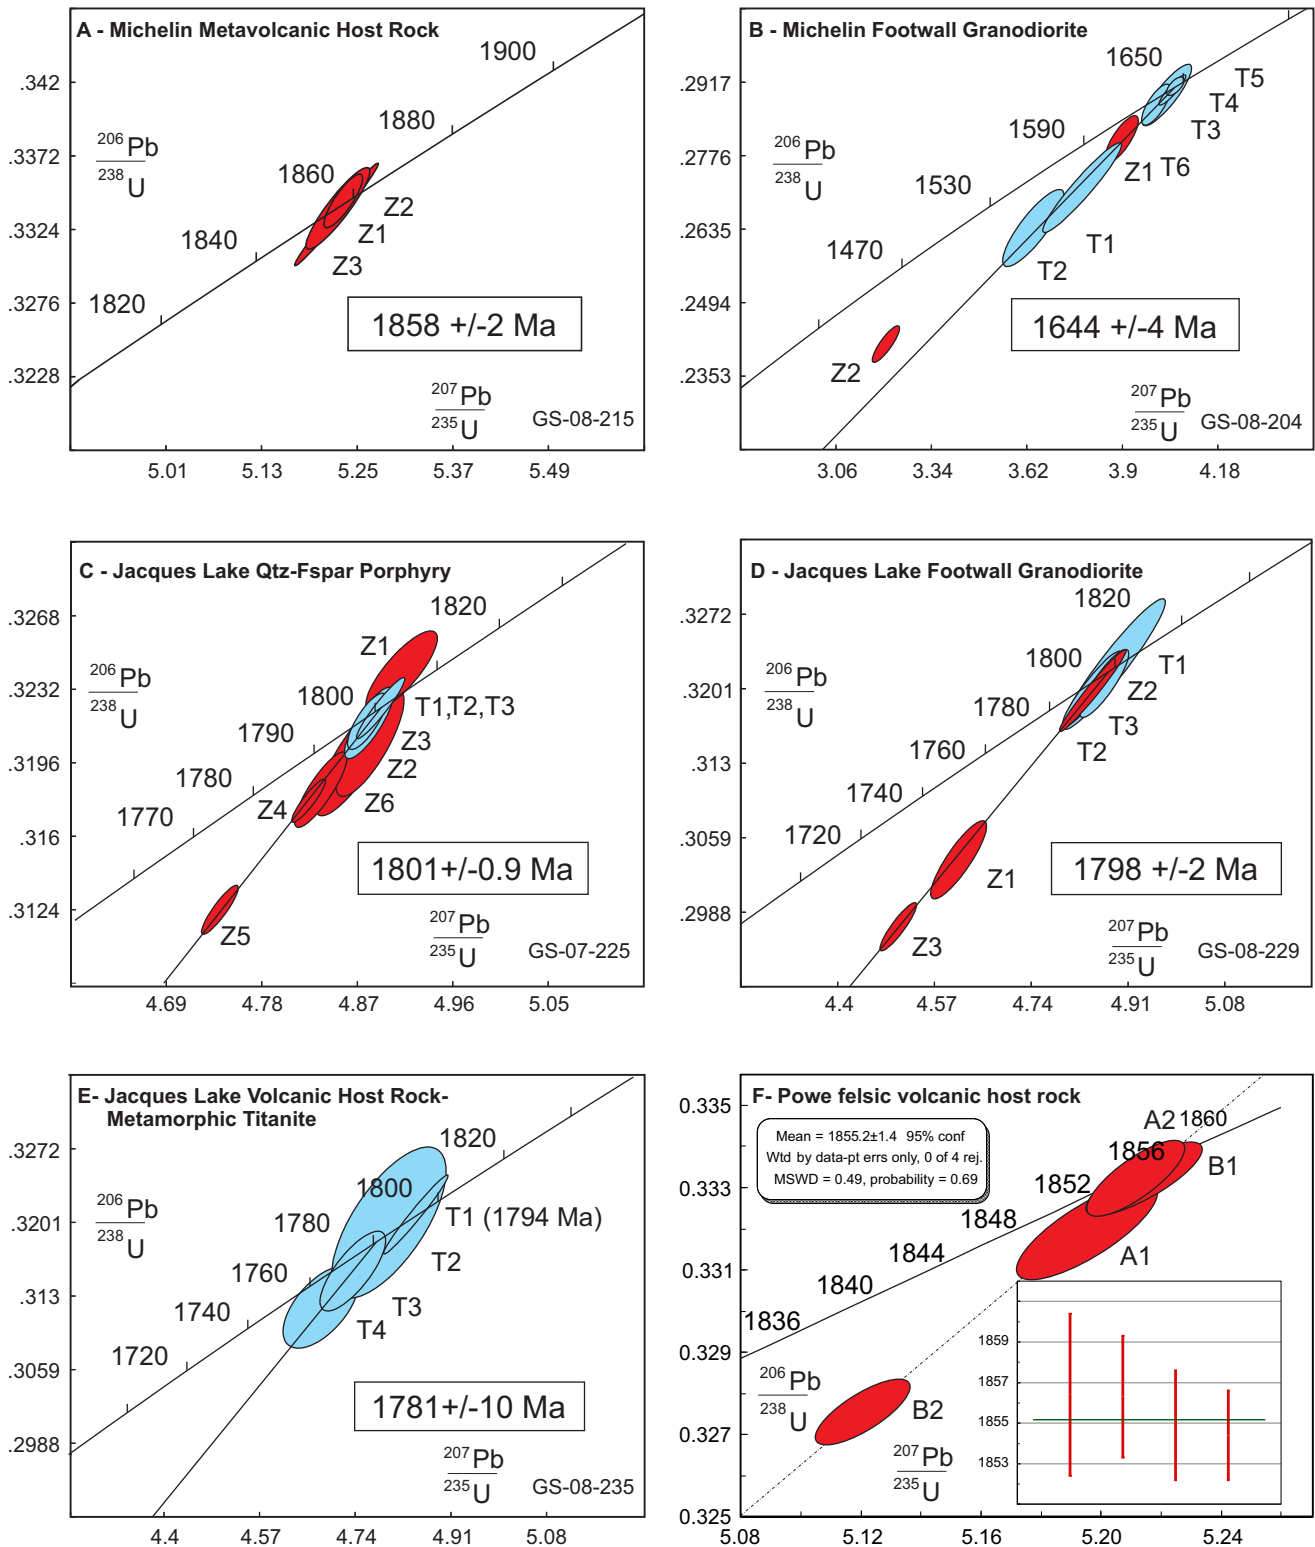 A - Michelin Metavolcanic Host Rock
1900
.342
1880
.3372
206Pb
238U
1860
Z2
Z1
.3324
1840
Z3
.3276
1820
1858 +/-2 Ma
.3228
207Pb
235U
GS-08-215
5.01 5.13 5.25 5.37 5.49
B - Michelin Footwall Granodiorite
1650
.2917
T5
T4
T3
1590
.2776
206Pb
238U
Z1 T6
1530
.2635
T1
1470
T2
.2494
1644 +/-4 Ma
Z2
.2353
207Pb
235U
GS-08-204
3.06 3.34 3.62 3.9 4.18
C - Jacques Lake Qtz-Fspar Porphyry
1820
.3268
Z1
206Pb
238U
.3232
1800
T1,T2,T3
1790
Z3
.3196
Z2
1780
Z4
Z6
1770
.316
1801+/-0.9 Ma
.3124
Z5
207Pb
235U
GS-07-225
4.69 4.78 4.87 4.96 5.05
D - Jacques Lake Footwall Granodiorite
1820
.3272
1800
T1
206Pb
238U
.3201
Z2
1780
T3
T2
1760
.313
1740
1720
.3059
Z1
1798 +/-2 Ma
.2988
Z3
207Pb
235U
GS-08-229
4.4 4.57 4.74 4.91 5.08
E- Jacques Lake Volcanic Host Rock-
Metamorphic Titanite
1820
.3272
1800
206Pb
238U
.3201
1780
T1 (1794 Ma)
T2
1760
.313
T3
1740
T4
1720
.3059
1781+/-10 Ma
.2988
207Pb
235U
GS-08-235
4.4 4.57 4.74 4.91 5.08
F- Powe felsic volcanic host rock
0.335
Mean = 1855.2±1.4 95% conf
Wtd by data-pt errs only, 0 of 4 rej.
MSWD = 0.49, probability = 0.69
A2 1860
1856
B1
0.333
1852
1848
A1
1844
0.331
1840
1836
0.329
1859
206Pb
238U
1857
B2
0.327
1855
207Pb
235U
1853
0.325
5.08 5.12 5.16 5.20 5.24